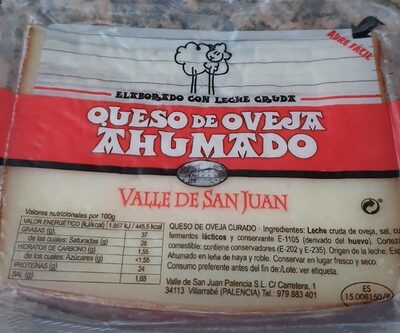 ABRE FÁCIL
ELABORADO CON LECHE CRUDA
QUESO DE OVEJA
AHUMADO
VALLE DE SAN JUAN
Valores nutricionales por 100g
VALOR ENERGÉTICO (kJ/kcal) 1.867 kJ / 445,5 kcal
GRASAS (g) 37
de las cuales: Saturadas (g) 28
HIDRATOS DE CARBONO (g) 1,55
de los cuales: Azúcares (g) <1,55
PROTEÍNAS (g) 24
SAL (g) 1,68
QUESO DE OVEJA CURADO · Ingredientes: Leche cruda de oveja, sal,
fermentos lácticos y conservante E-1105 (derivado del huevo). Corteza
comestible: contiene conservadores (E-202 y E-235). Origen de la leche:
Ahumado en leña de haya y roble. Conservar en lugar fresco y seco.
Consumo preferente antes del fin de:/Lote: ver etiqueta.
Valle de San Juan Palencia S.L. C/ Carretera, 1
34113 Villarrabé (PALENCIA) Tel.: 979 883 401
ES
15.008150/P